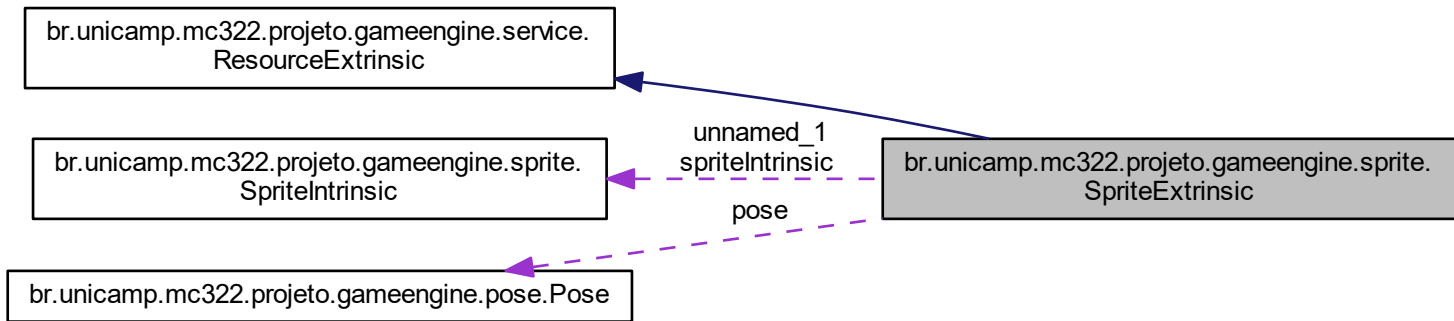 br.unicamp.mc322.projeto.gameengine.service.
ResourceExtrinsic
unnamed_1
spriteIntrinsic
br.unicamp.mc322.projeto.gameengine.sprite.
SpriteIntrinsic
br.unicamp.mc322.projeto.gameengine.sprite.
SpriteExtrinsic
pose
br.unicamp.mc322.projeto.gameengine.pose.Pose